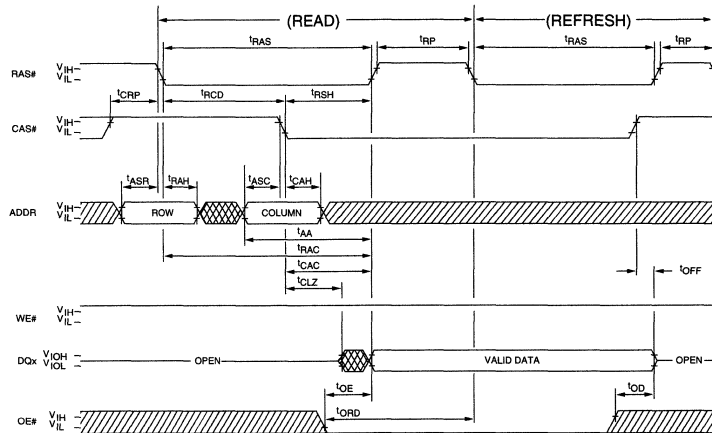 (READ) (REFRESH)
tRAS tRP tRAS tRP
RAS# VIH VIL
tCRP tRCD tRSH
CAS# VIH VIL
tASR tRAH tASC tCAH
ADDR VIH VIL ROW COLUMN
tAA
tRAC
tCAC tOFF
tCLZ
WE# VIH VIL
DQx VIOH VIOL OPEN VALID DATA OPEN
tOE tOD
tORD
OE# VIH VIL